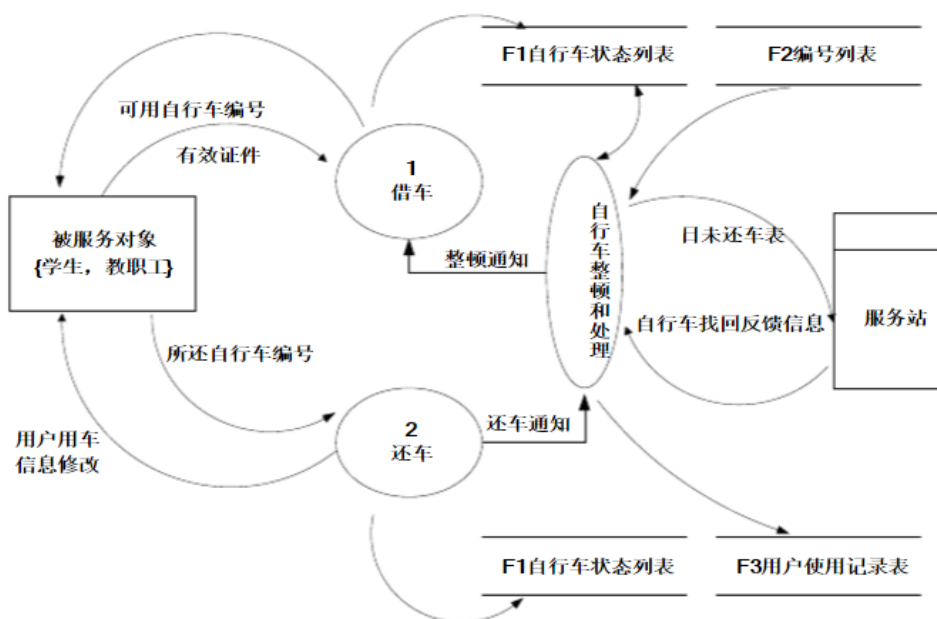 F1自行车状态列表
F2编号列表
可用自行车编号
有效证件
1
借车
被服务对象
{学生，教职工}
整顿通知
自行车整顿和处理
日未还车表
自行车找回反馈信息
服务站
所还自行车编号
用户用车
信息修改
2
还车
还车通知
F1自行车状态列表
F3用户使用记录表